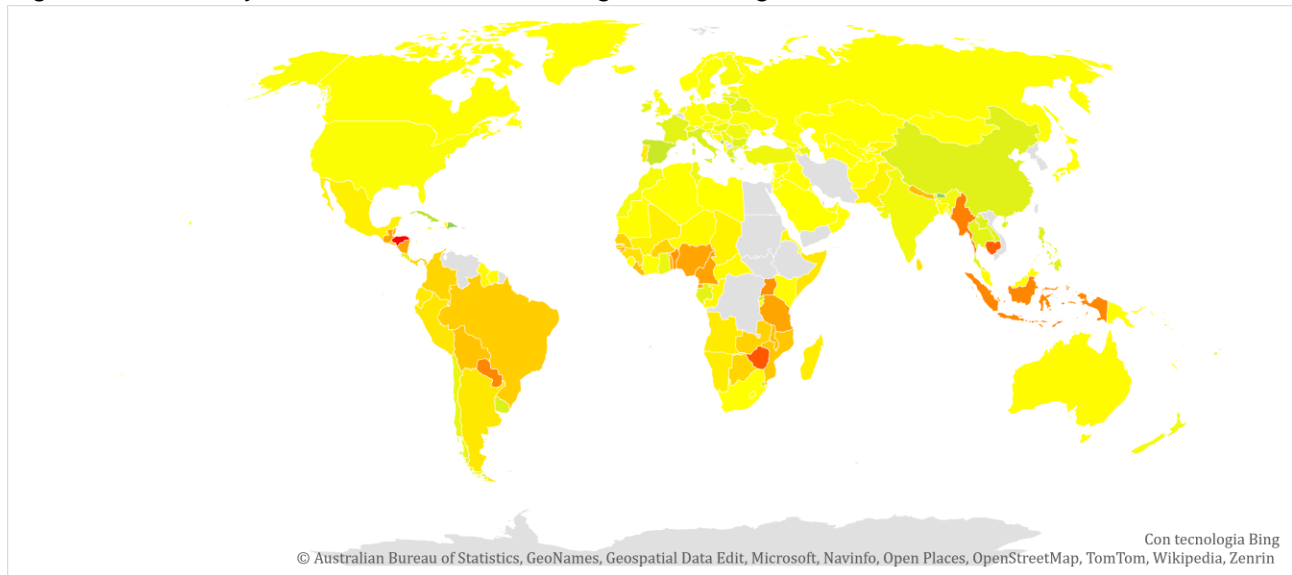 Con tecnologia Bing
© Australian Bureau of Statistics, GeoNames, Geospatial Data Edit, Microsoft, Navinfo, Open Places, OpenStreetMap, TomTom, Wikipedia, Zenrin